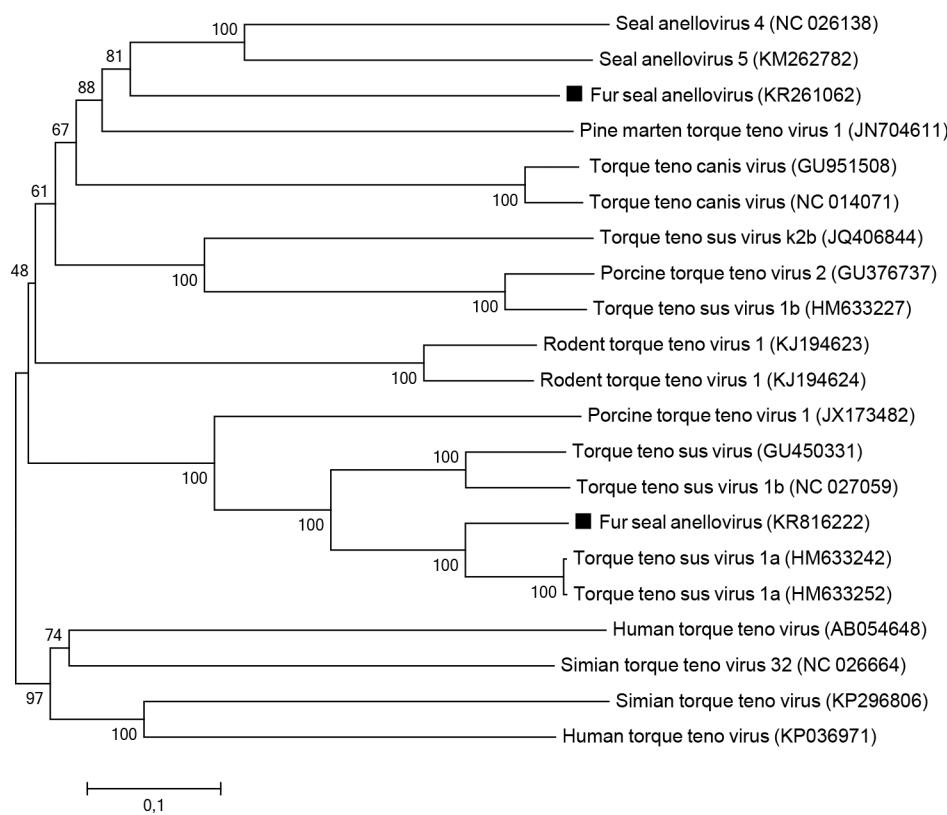 100
Seal anellovirus 4 (NC 026138)
81
Seal anellovirus 5 (KM262782)
88
Fur seal anellovirus (KR261062)
67
Pine marten torque teno virus 1 (JN704611)
Torque teno canis virus (GU951508)
61
100
Torque teno canis virus (NC 014071)
Torque teno sus virus k2b (JQ406844)
48
100
Porcine torque teno virus 2 (GU376737)
100
Torque teno sus virus 1b (HM633227)
Rodent torque teno virus 1 (KJ194623)
100
Rodent torque teno virus 1 (KJ194624)
Porcine torque teno virus 1 (JX173482)
100
100
Torque teno sus virus (GU450331)
Torque teno sus virus 1b (NC 027059)
100
Fur seal anellovirus (KR816222)
100
Torque teno sus virus 1a (HM633242)
100
Torque teno sus virus 1a (HM633252)
74
Human torque teno virus (AB054648)
Simian torque teno virus 32 (NC 026664)
97
Simian torque teno virus (KP296806)
100
Human torque teno virus (KP036971)
0,1